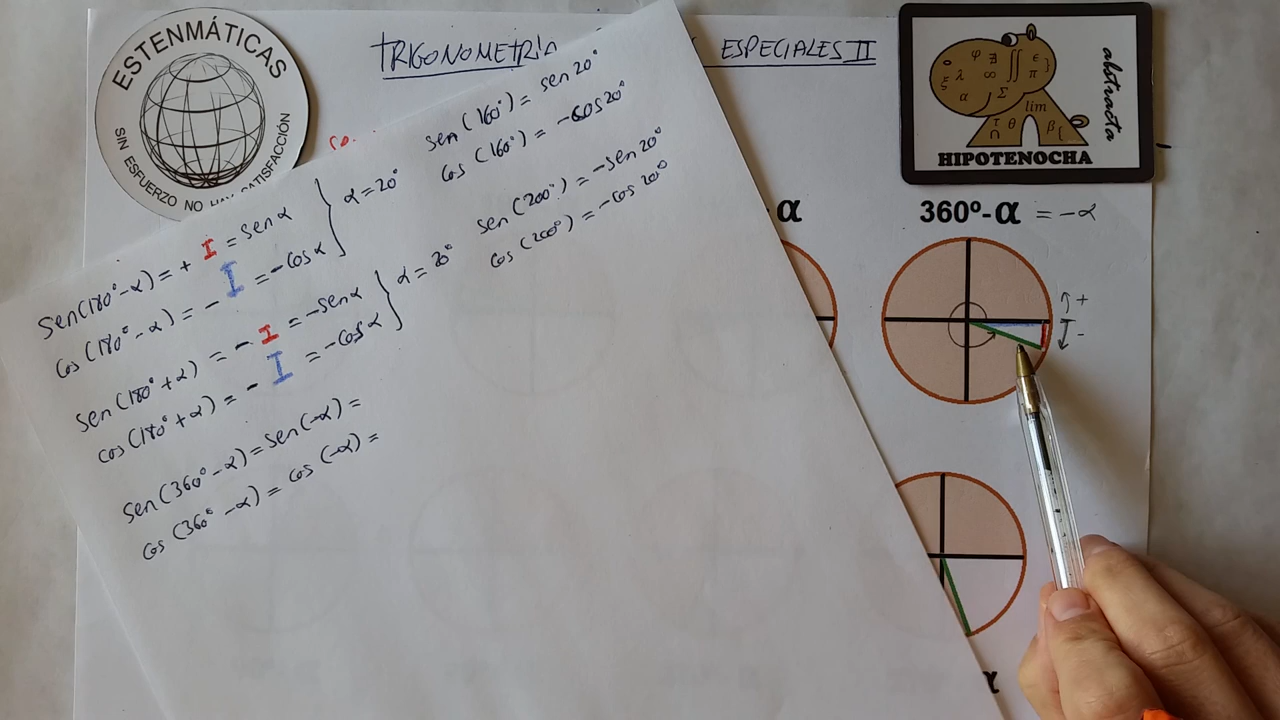 ESTENMÁTICAS
SIN ESFUERZO NO HAY SATISFACCIÓN
TRIGONOMETRÍA ESPECIALES II
HIPOTENOCHA
abstracta
φ ∃ ∫∫ ε
ξ λ ∞ π }
α Σ lim
τ θ β [
∩
α
360º-α = -α
+
-
sen(180°-α) = + I = sen α
cos(180°-α) = - I = -cos α
α = 20°
sen(160°) = sen 20°
cos(160°) = -cos 20°
sen(180°+α) = - I = -sen α
cos(180°+α) = - I = -cos α
α = 20°
sen(200°) = -sen 20°
cos(200°) = -cos 20°
sen(360°-α) = sen(-α) =
cos(360°-α) = cos(-α) =
α